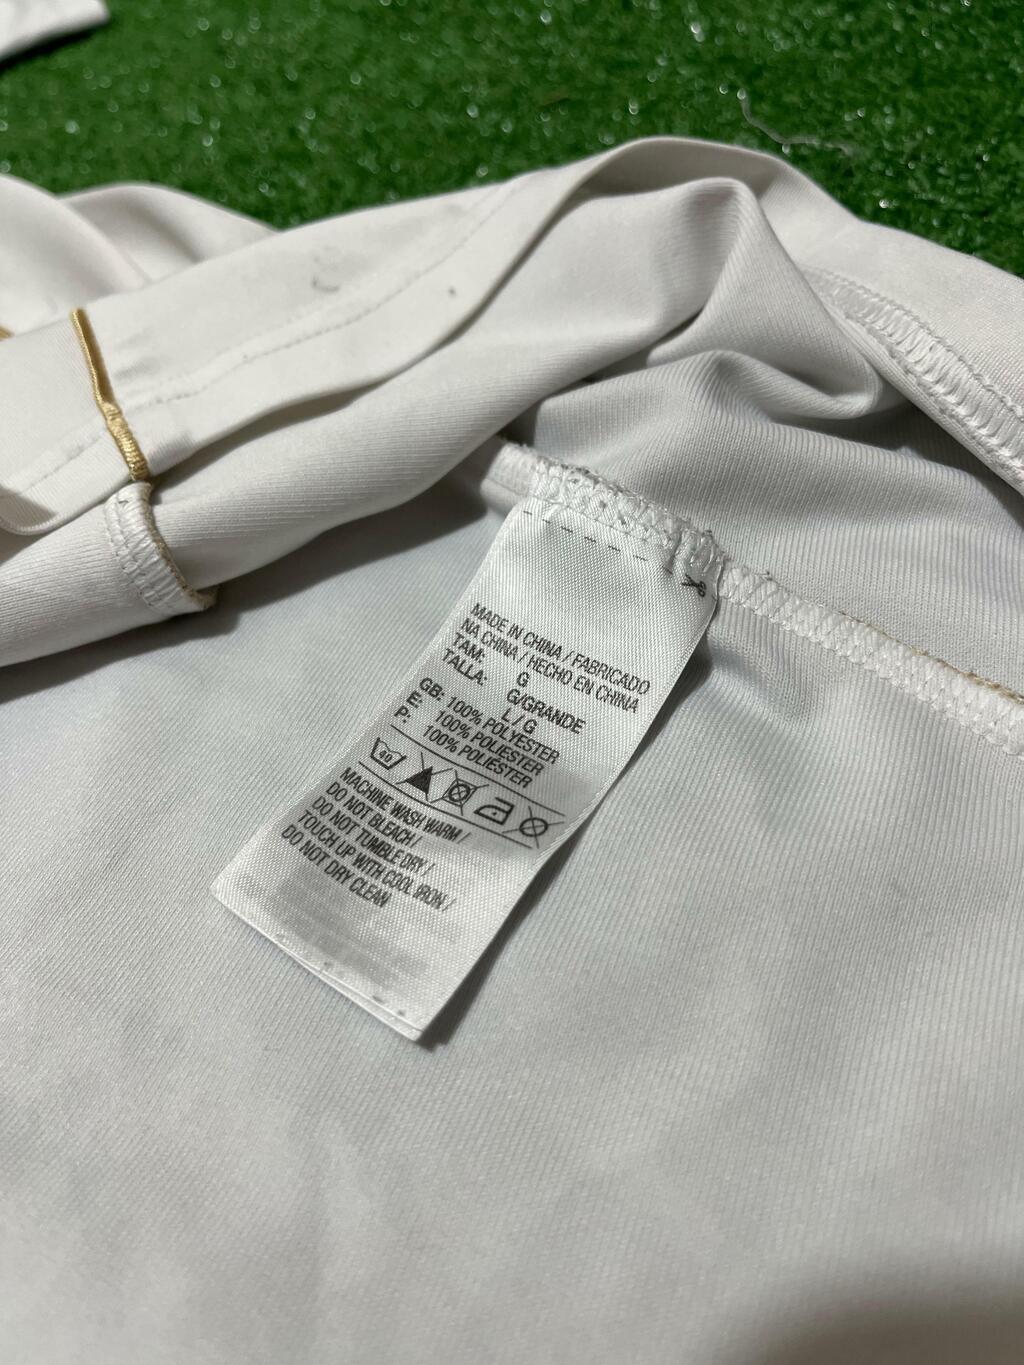 MADE IN CHINA / FABRICADO
NA CHINA / HECHO EN CHINA
TAM: G
TALLA: G/GRANDE
L / G
GB: 100% POLYESTER
E: 100% POLIESTER
P: 100% POLIÉSTER
40
MACHINE WASH WARM /
DO NOT BLEACH /
DO NOT TUMBLE DRY /
TOUCH UP WITH COOL IRON /
DO NOT DRY CLEAN